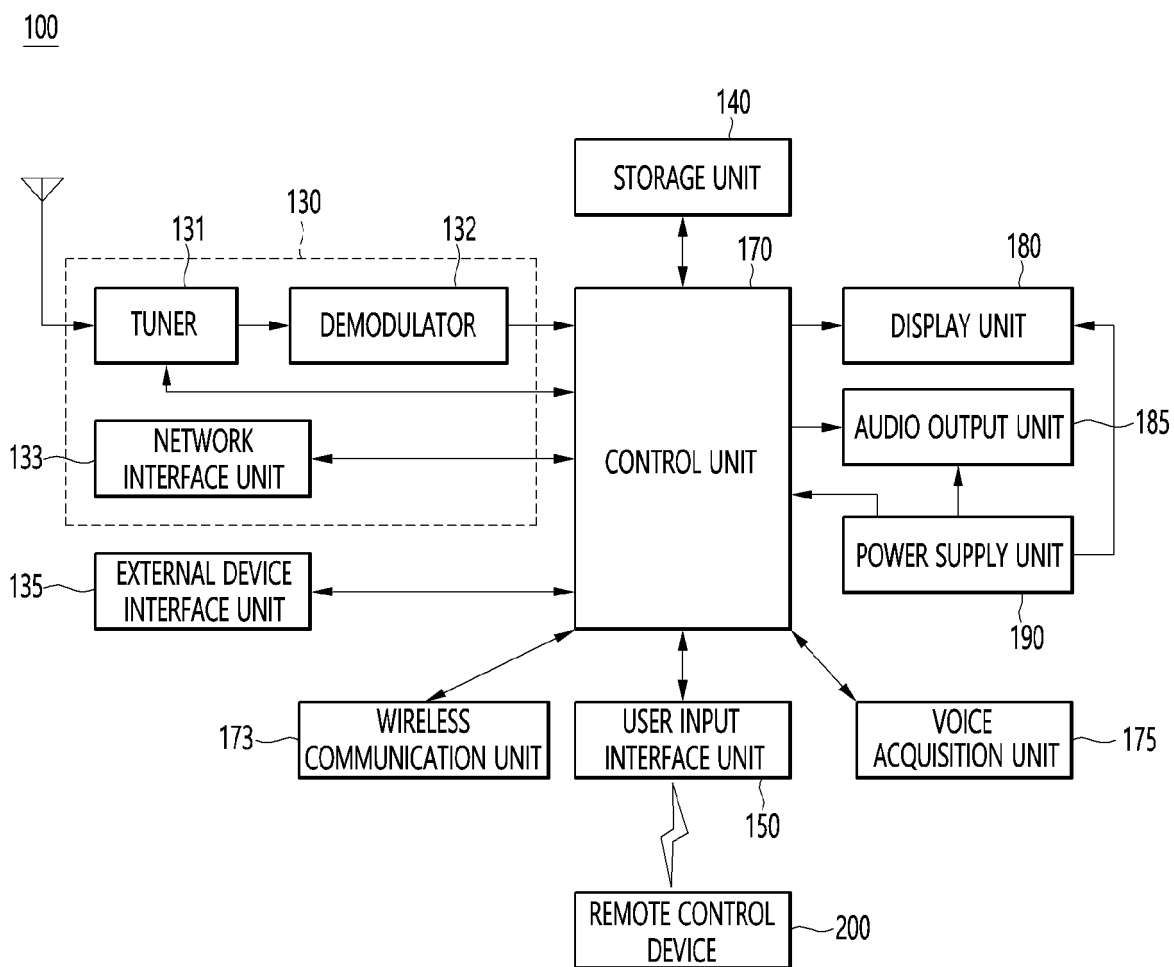 100
140
STORAGE UNIT
130
131
132
170
180
TUNER
DEMODULATOR
DISPLAY UNIT
AUDIO OUTPUT UNIT
185
133
NETWORK
INTERFACE UNIT
CONTROL UNIT
POWER SUPPLY UNIT
190
135
EXTERNAL DEVICE
INTERFACE UNIT
173
WIRELESS
COMMUNICATION UNIT
USER INPUT
INTERFACE UNIT
150
VOICE
ACQUISITION UNIT
175
REMOTE CONTROL
DEVICE
200